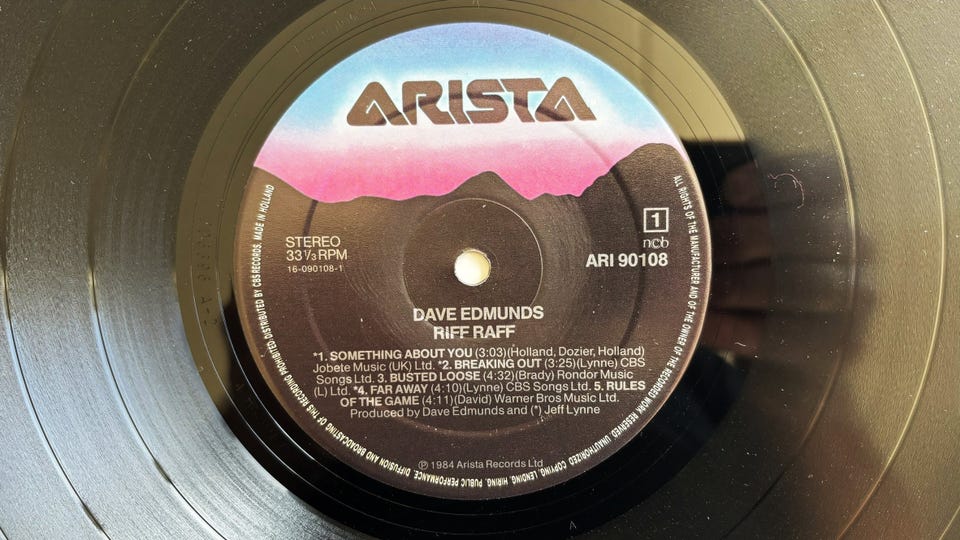 ARISTA
STEREO
33⅓ RPM
16-090108-1
1
ncb
ARI 90108
DAVE EDMUNDS
RIFF RAFF
*1. SOMETHING ABOUT YOU (3:03)(Holland, Dozier, Holland)
Jobete Music (UK) Ltd. *2. BREAKING OUT (3:25)(Lynne) CBS
Songs Ltd. 3. BUSTED LOOSE (4:32)(Brady) Rondor Music
(L) Ltd. *4. FAR AWAY (4:10)(Lynne) CBS Songs Ltd. 5. RULES
OF THE GAME (4:11)(David) Warner Bros Music Ltd.
Produced by Dave Edmunds and (*) Jeff Lynne
℗ 1984 Arista Records Ltd
ALL RIGHTS OF THE MANUFACTURER AND OF THE OWNER OF THE RECORDED WORK RESERVED. UNAUTHORIZED COPYING, LENDING, HIRING, PUBLIC PERFORMANCE, DIFFUSION AND BROADCASTING OF THIS RECORDING PROHIBITED. DISTRIBUTED BY CBS RECORDS. MADE IN HOLLAND